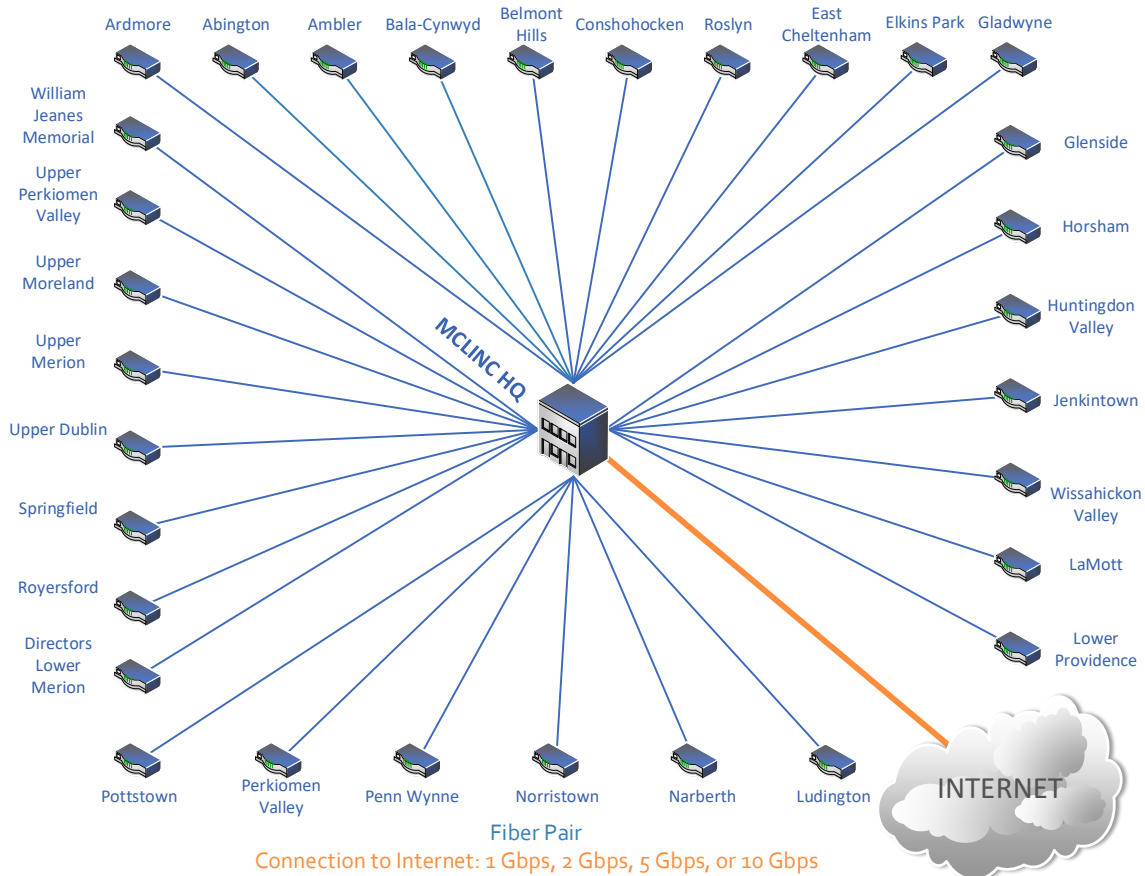 Ardmore
Abington
Ambler
Bala-Cynwyd
Belmont
Hills
Conshohocken
Roslyn
East
Cheltenham
Elkins Park
Gladwyne
William
Jeanes
Memorial
Glenside
Upper
Perkiomen
Valley
Horsham
Upper
Moreland
Huntingdon
Valley
MCLINC HQ
Upper
Merion
Jenkintown
Upper Dublin
Wissahickon
Valley
Springfield
LaMott
Royersford
Directors
Lower
Merion
Lower
Providence
Pottstown
Perkiomen
Valley
Penn Wynne
Norristown
Narberth
Ludington
INTERNET
Fiber Pair
Connection to Internet: 1 Gbps, 2 Gbps, 5 Gbps, or 10 Gbps